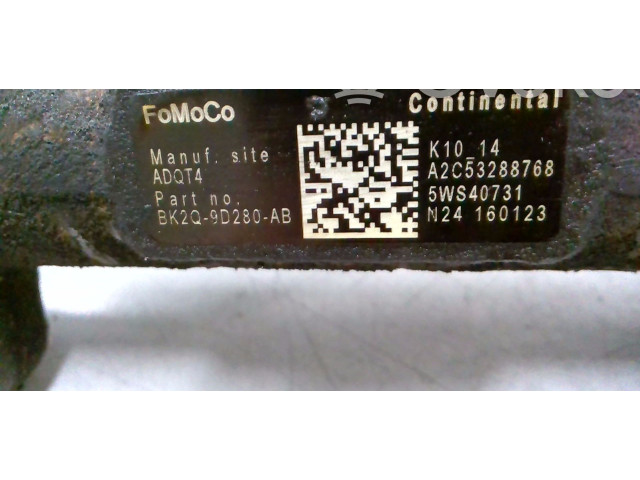 FoMoCo
Manuf. site
ADQT4
Part no.
BK2Q-9D280-AB
Continental
K10_14
A2C53288768
5WS40731
N24 160123